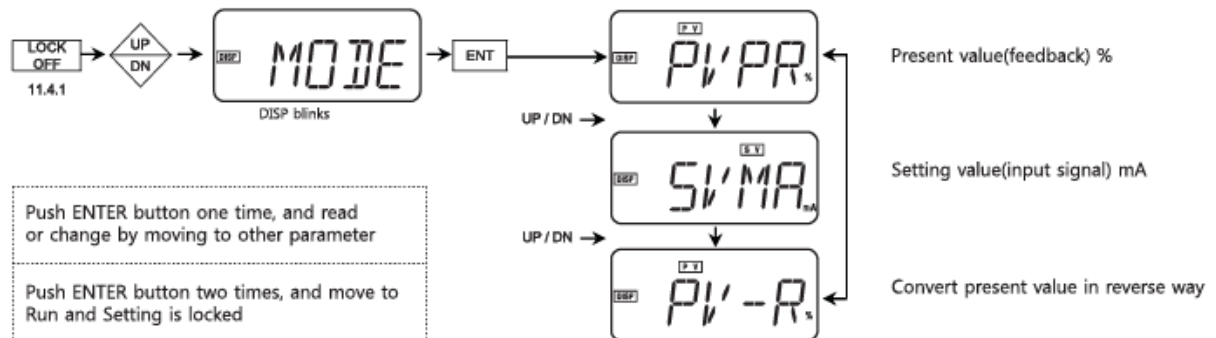 LOCK
OFF
11.4.1
UP
DN
DISP
MODE
DISP blinks
ENT
PV
DISP
PVPR
%
Present value(feedback) %
UP / DN
SV
DISP
SVMA
mA
Setting value(input signal) mA
UP / DN
PV
DISP
PV-R
%
Convert present value in reverse way
Push ENTER button one time, and read
or change by moving to other parameter
Push ENTER button two times, and move to
Run and Setting is locked